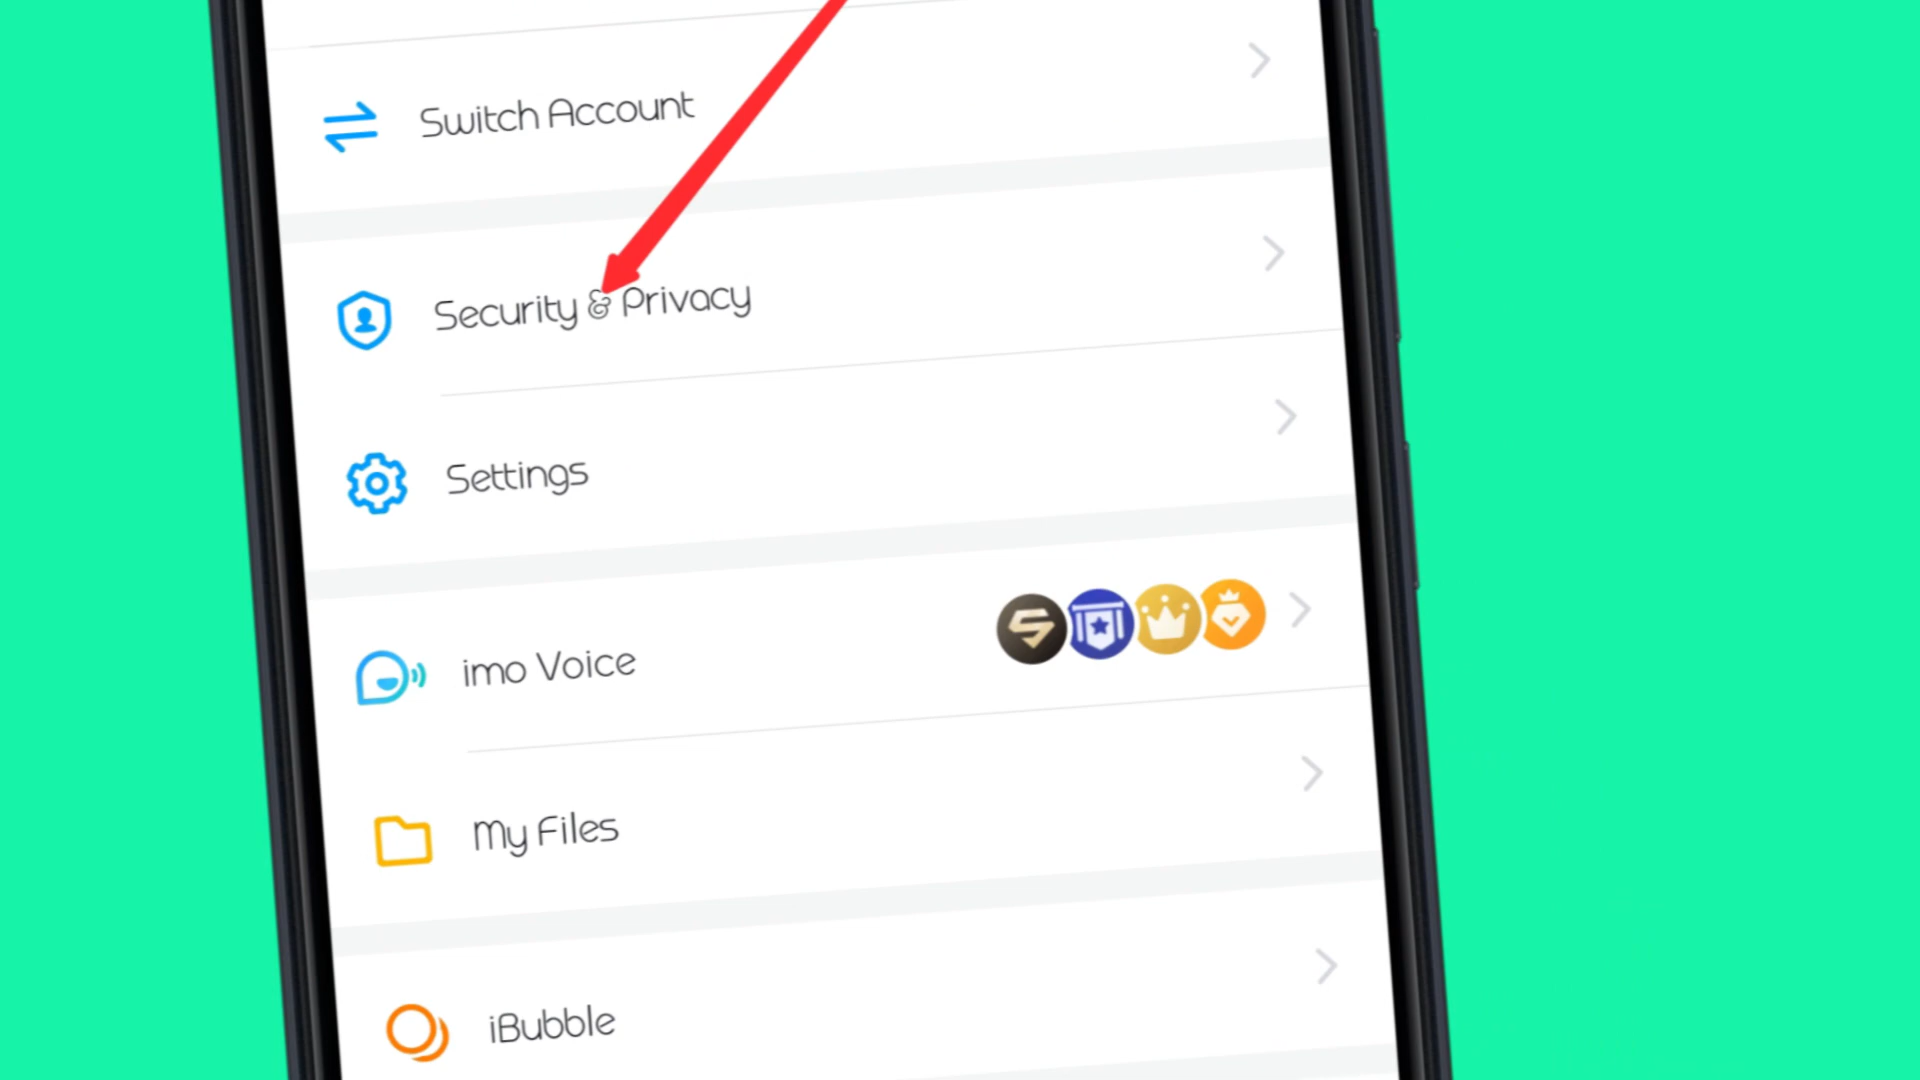 Switch Account
Security & Privacy
Settings
imo Voice
My Files
iBubble